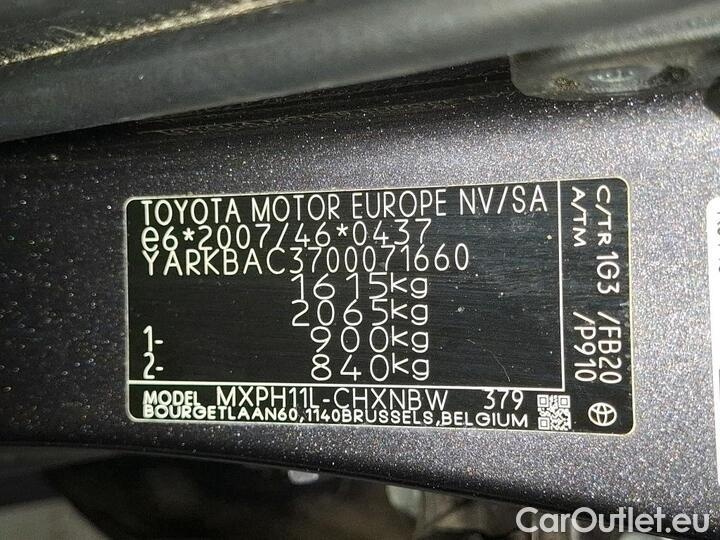 TOYOTA MOTOR EUROPE NV/SA
e6*2007/46*0437
YARKBAC3700071660
1615kg
2065kg
1- 900kg
2- 840kg
MODEL MXPH11L-CHXNBW 379
BOURGETLAAN60,1140BRUSSELS,BELGIUM
C/TR 1G3 /FB20
A/TM /P910
CarOutlet.eu